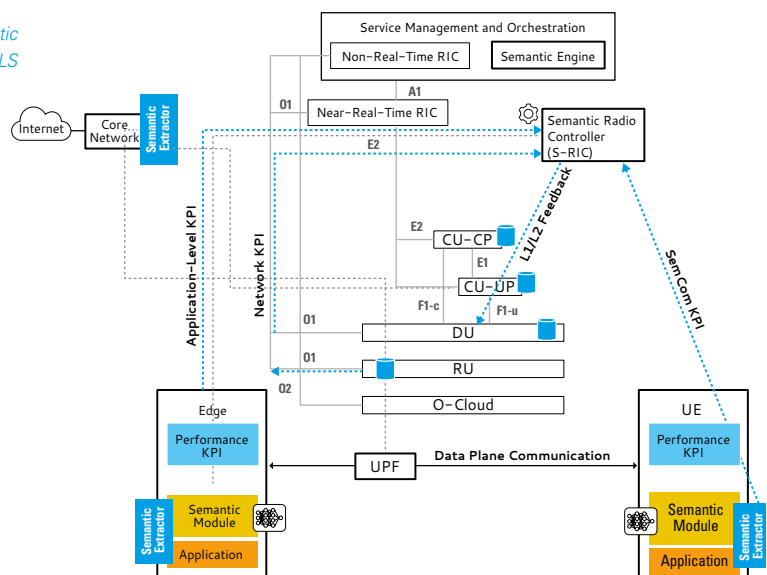 tic
LS
Service Management and Orchestration
Non-Real-Time RIC
Semantic Engine
A1
O1
Near-Real-Time RIC
Internet
Core
Network
Semantic
Extractor
Semantic Radio
Controller
(S-RIC)
E2
Application-Level KPI
Network KPI
L1/L2 Feedback
SemCom KPI
E2
CU-CP
E1
CU-UP
F1-c
F1-u
O1
DU
O1
RU
O2
O-Cloud
Edge
Performance
KPI
UPF
Data Plane Communication
UE
Performance
KPI
Semantic
Extractor
Semantic
Module
Application
Semantic
Module
Application
Semantic
Extractor